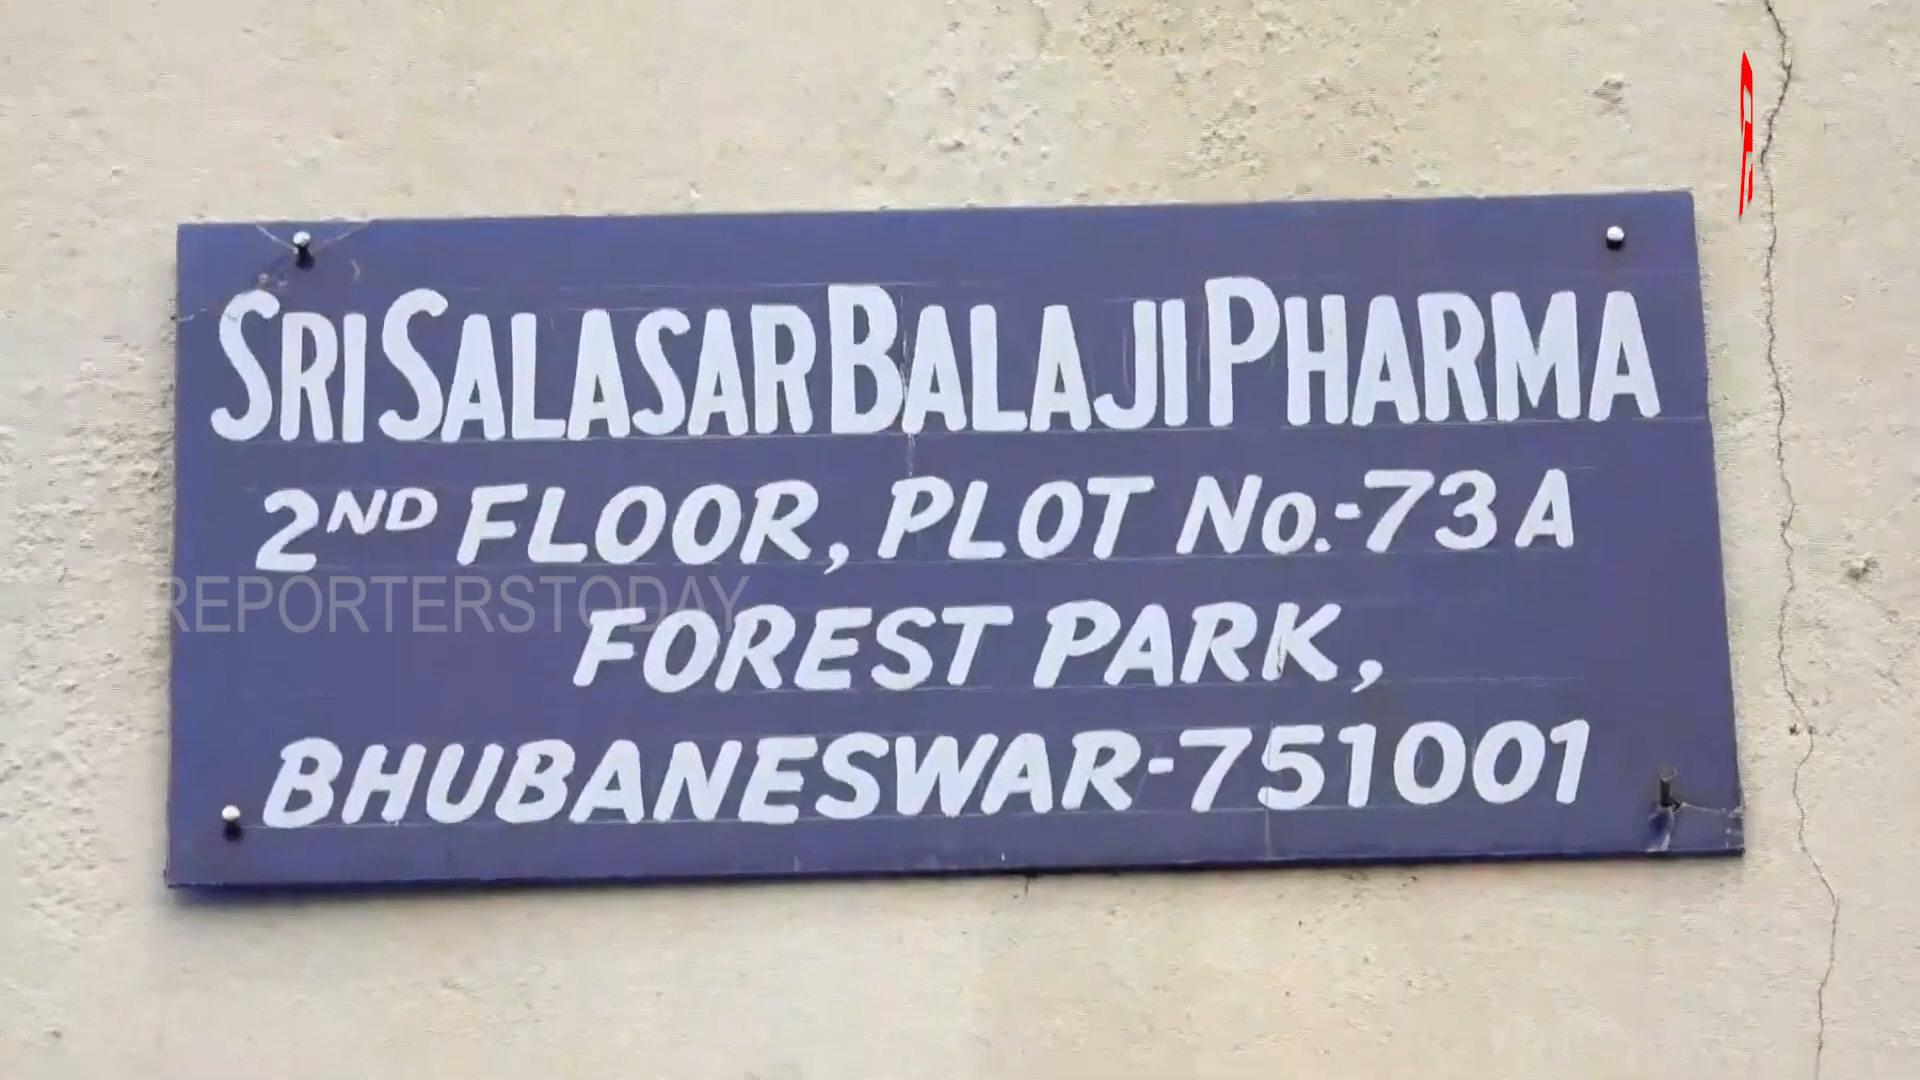 SRI SALASAR BALAJI PHARMA
2ND FLOOR, PLOT No.:-73A
REPORTERSTODAY
FOREST PARK,
BHUBANESWAR-751001